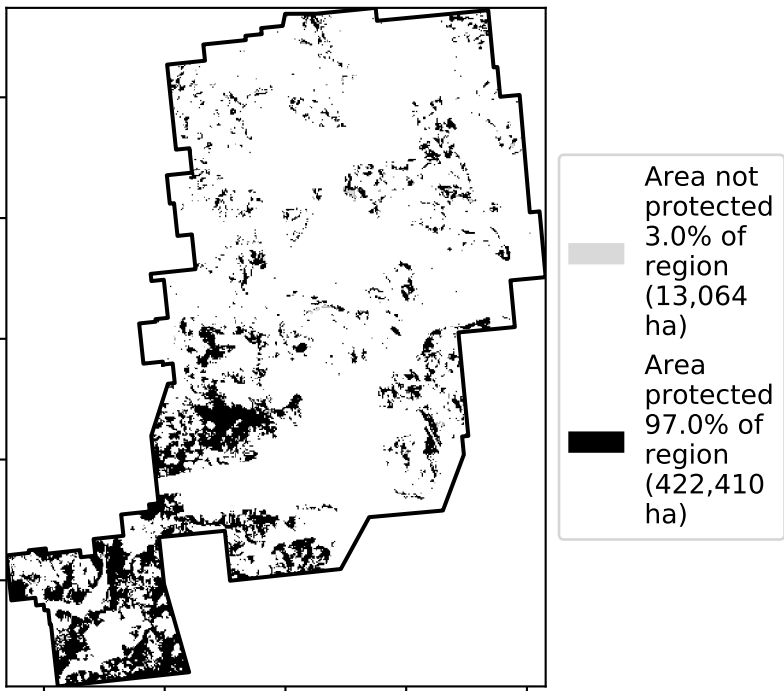 Area not
protected
3.0% of
region
(13,064
ha)
Area
protected
97.0% of
region
(422,410
ha)